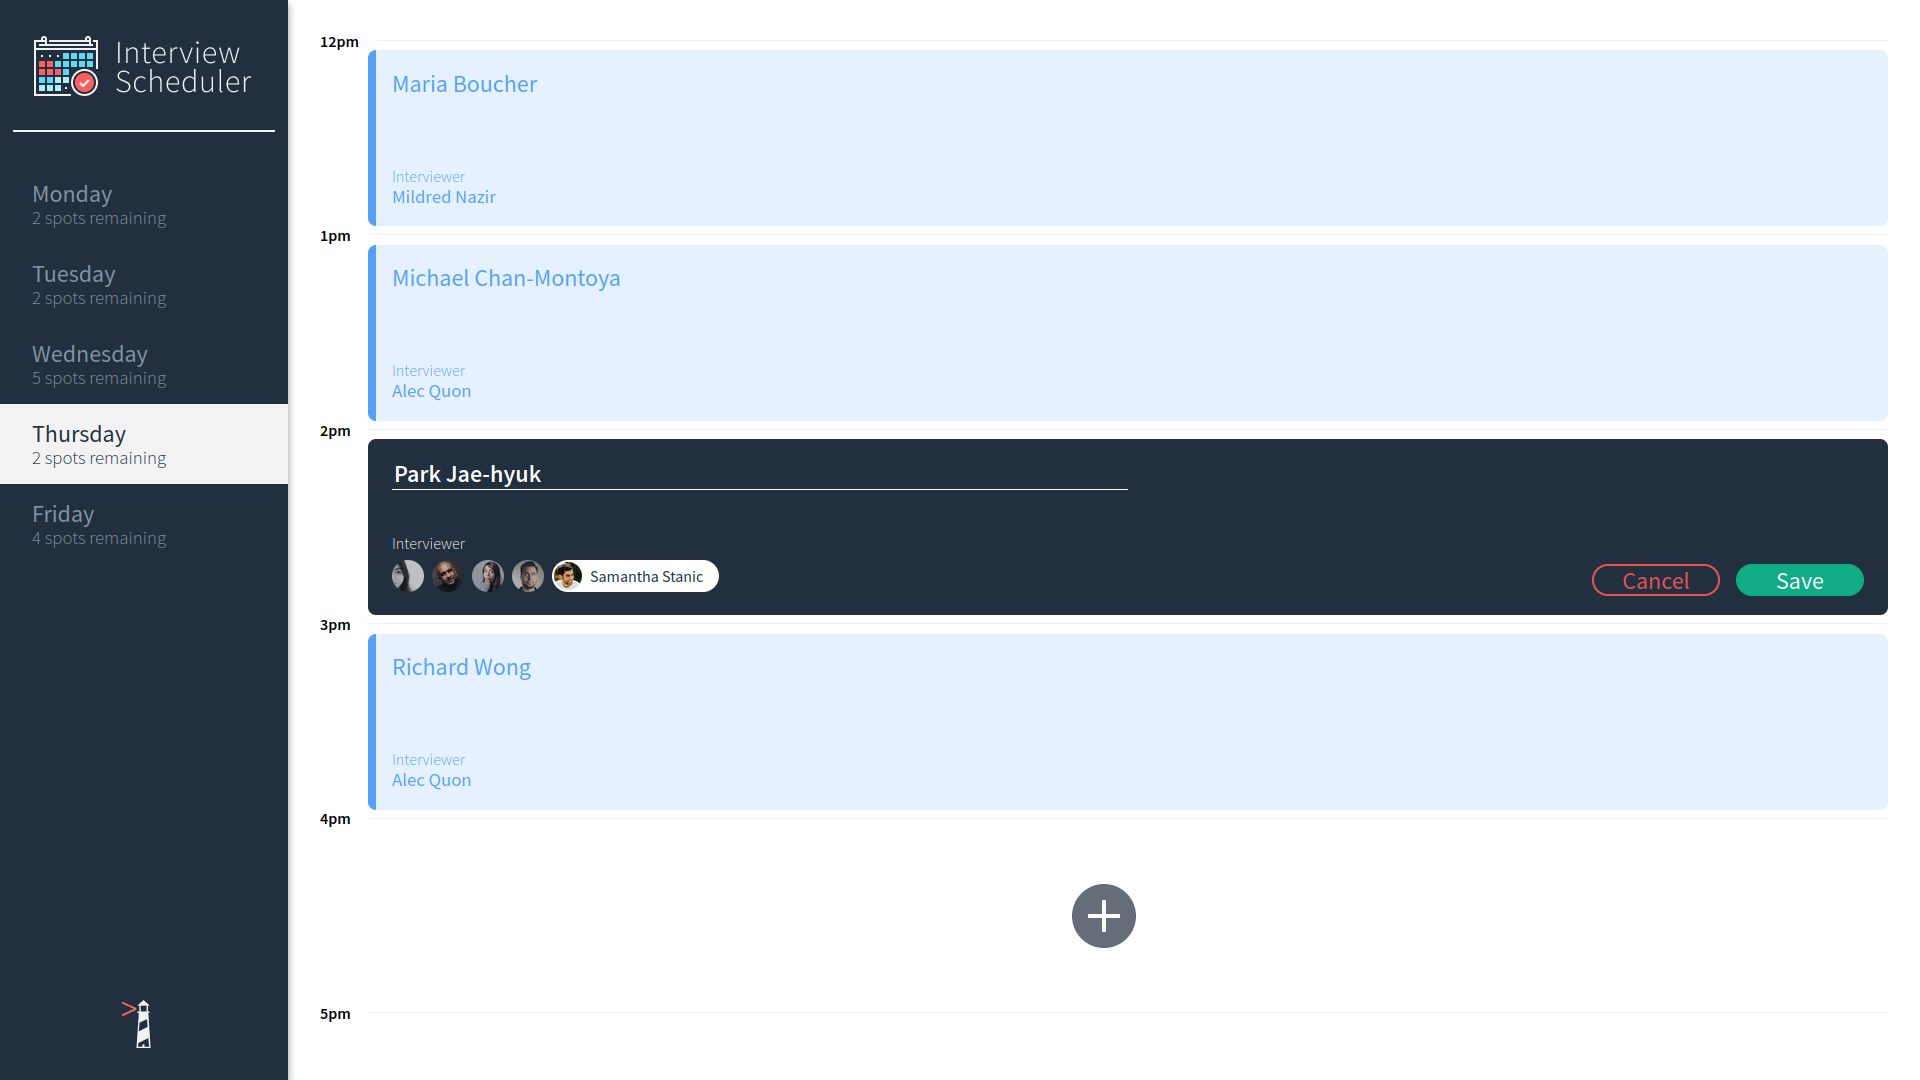 Interview
Scheduler
Monday
2 spots remaining
Tuesday
2 spots remaining
Wednesday
5 spots remaining
Thursday
2 spots remaining
Friday
4 spots remaining
12pm
Maria Boucher
Interviewer
Mildred Nazir
1pm
Michael Chan-Montoya
Interviewer
Alec Quon
2pm
Park Jae-hyuk
Interviewer
Samantha Stanic
Cancel
Save
3pm
Richard Wong
Interviewer
Alec Quon
4pm
5pm